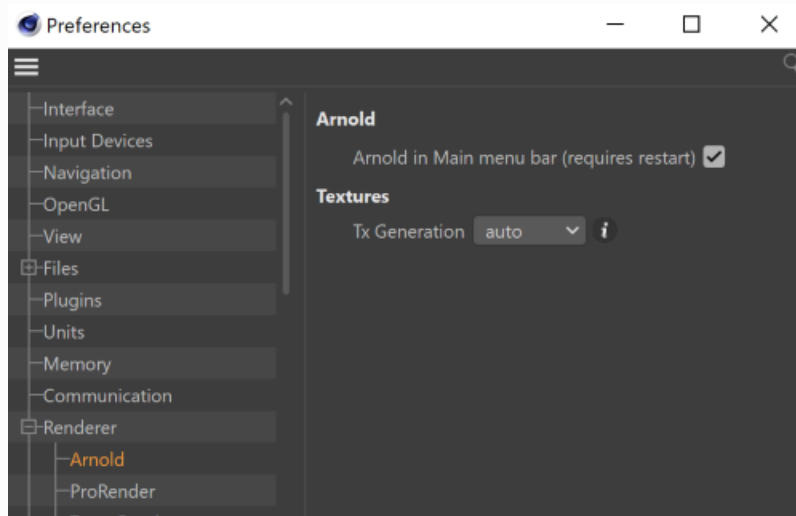 Preferences
Interface
Input Devices
Navigation
OpenGL
View
Files
Plugins
Units
Memory
Communication
Renderer
Arnold
ProRender
Arnold
Arnold in Main menu bar (requires restart)
Textures
Tx Generation auto i